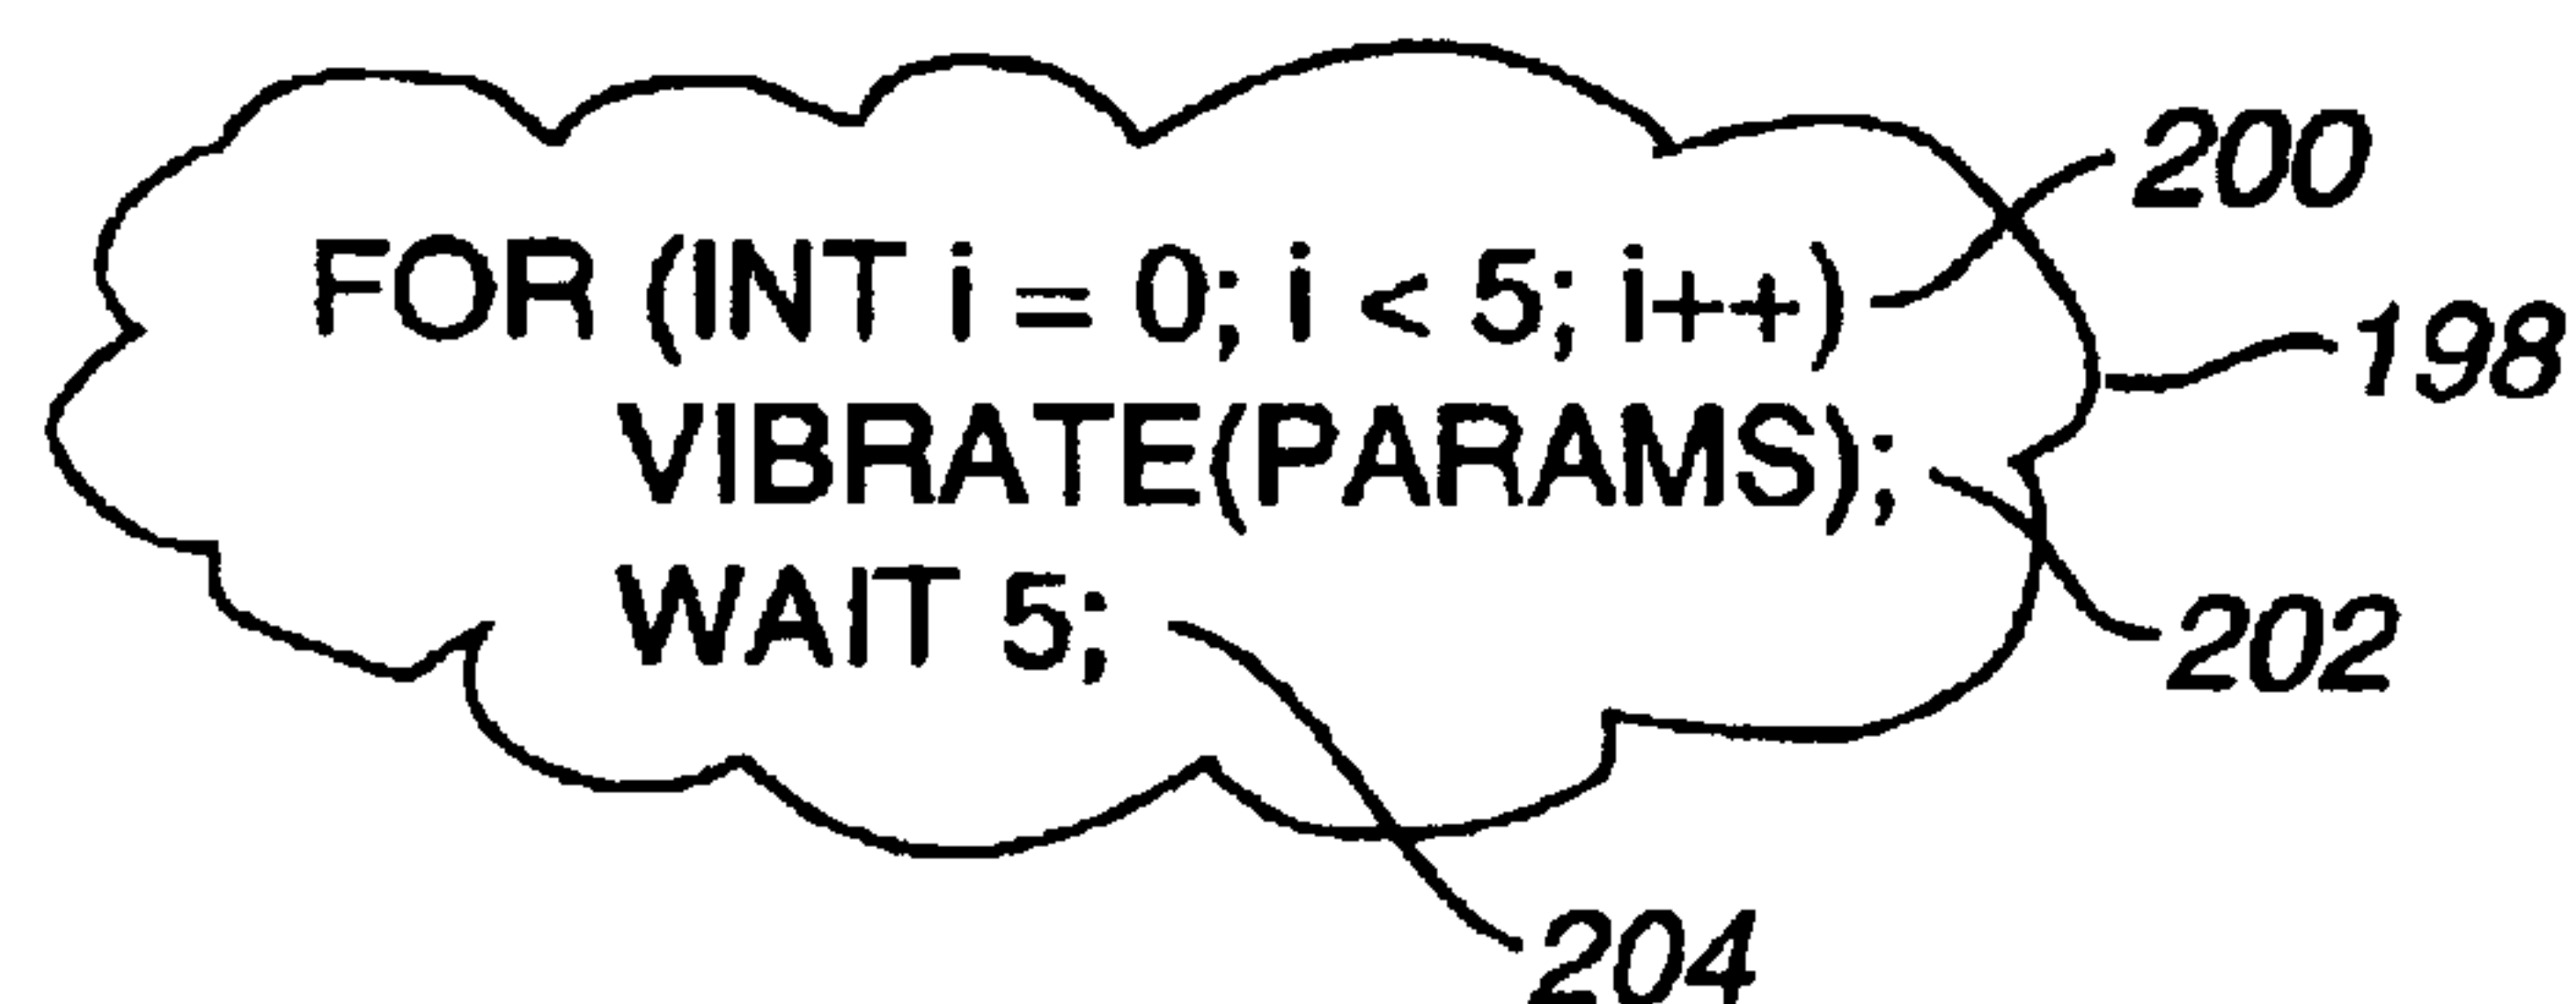 FOR (INT i = 0; i < 5; i++)
200
198
VIBRATE(PARAMS);
202
WAIT 5;
204